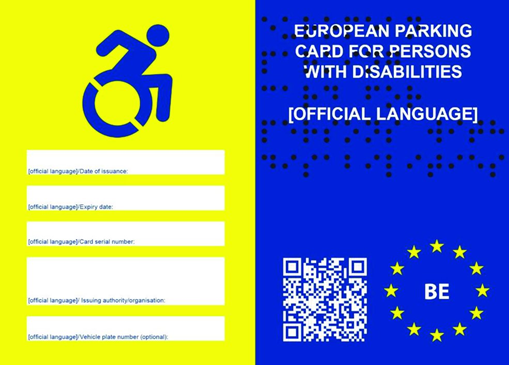 [official language]/Date of issuance:
[official language]/Expiry date:
[official language]/Card serial number:
[official language]/ Issuing authority/organisation:
[official language]/Vehicle plate number (optional):
EUROPEAN PARKING
CARD FOR PERSONS
WITH DISABILITIES
[OFFICIAL LANGUAGE]
BE